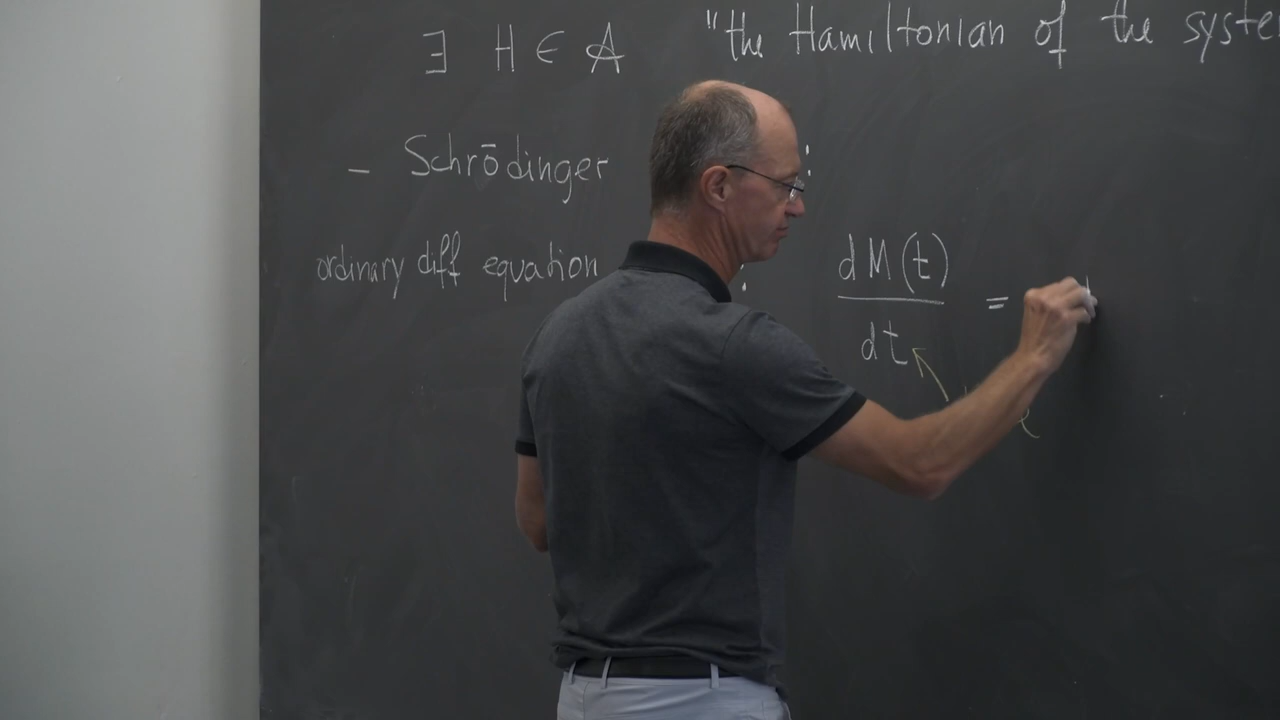 ∃ H ∈ A "the Hamiltonian of the syste
– Schrödinger :
ordinary diff equation : dM(t)
dt =